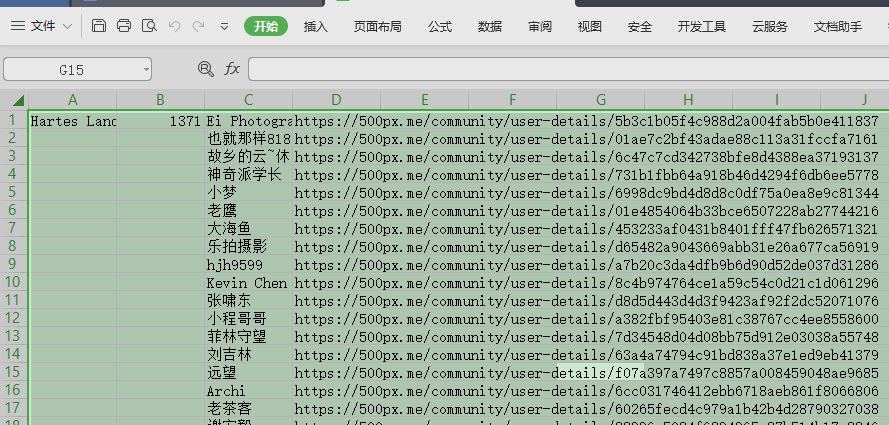 文件 开始 插入 页面布局 公式 数据 审阅 视图 安全 开发工具 云服务 文档助手
G15 fx
A B C D E F G H I J
1 Hartes Land 1371 Ei Photogra https://500px.me/community/user-details/5b3c1b05f4c988d2a004fab5b0e411837
2 也就那样818 https://500px.me/community/user-details/01ae7c2bf43adae88c113a31fccfa7161
3 故乡的云~休 https://500px.me/community/user-details/6c47c7cd342738bfe8d4388ea37193137
4 神奇派学长 https://500px.me/community/user-details/731b1fbb64a918b46d4294f6db6ee5778
5 小梦 https://500px.me/community/user-details/6998dc9bd4d8d8c0df75a0ea8e9c81344
6 老鹰 https://500px.me/community/user-details/01e4854064b33bce6507228ab27744216
7 大海鱼 https://500px.me/community/user-details/453233af0431b8401fff47fb626571321
8 乐拍摄影 https://500px.me/community/user-details/d65482a9043669abb31e26a677ca56919
9 hjh9599 https://500px.me/community/user-details/a7b20c3da4dfb9b6d90d52de037d31286
10 Kevin Chen https://500px.me/community/user-details/8c4b974764ce1a59c54c0d21c1d061296
11 张啸东 https://500px.me/community/user-details/d8d5d443d4d3f9423af92f2dc52071076
12 小程哥哥 https://500px.me/community/user-details/a382fbf95403e81c38767cc4ee8558600
13 菲林守望 https://500px.me/community/user-details/7d34548d04d08bb75d912e03038a55748
14 刘吉林 https://500px.me/community/user-details/63a4a74794c91bd838a37e1ed9eb41379
15 远望 https://500px.me/community/user-details/f07a397a7497c8857a008459048ae9685
16 Archi https://500px.me/community/user-details/6cc031746412ebb6718aeb861f8066806
17 老茶客 https://500px.me/community/user-details/60265fecd4c979a1b42b4d28790327038